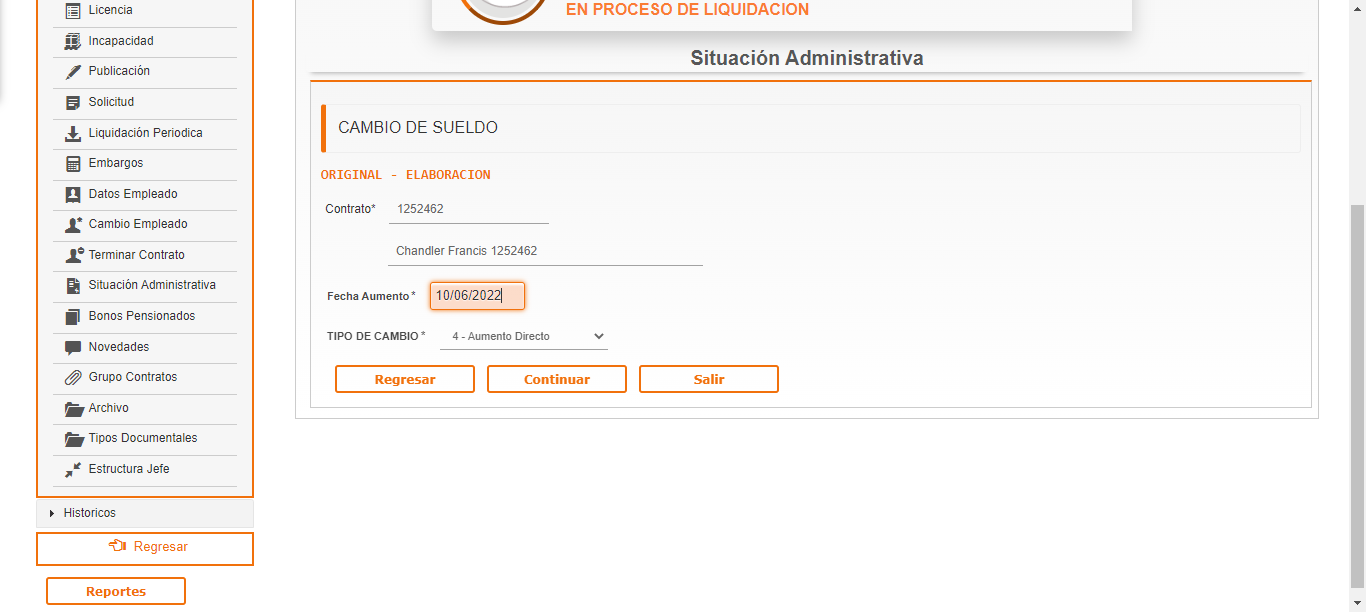 Licencia
Incapacidad
Publicación
Solicitud
Liquidación Periodica
Embargos
Datos Empleado
Cambio Empleado
Terminar Contrato
Situación Administrativa
Bonos Pensionados
Novedades
Grupo Contratos
Archivo
Tipos Documentales
Estructura Jefe
Historicos
Regresar
Reportes
EN PROCESO DE LIQUIDACION
Situación Administrativa
CAMBIO DE SUELDO
ORIGINAL - ELABORACION
Contrato* 1252462
Chandler Francis 1252462
Fecha Aumento* 10/06/2022
TIPO DE CAMBIO* 4 - Aumento Directo
Regresar Continuar Salir